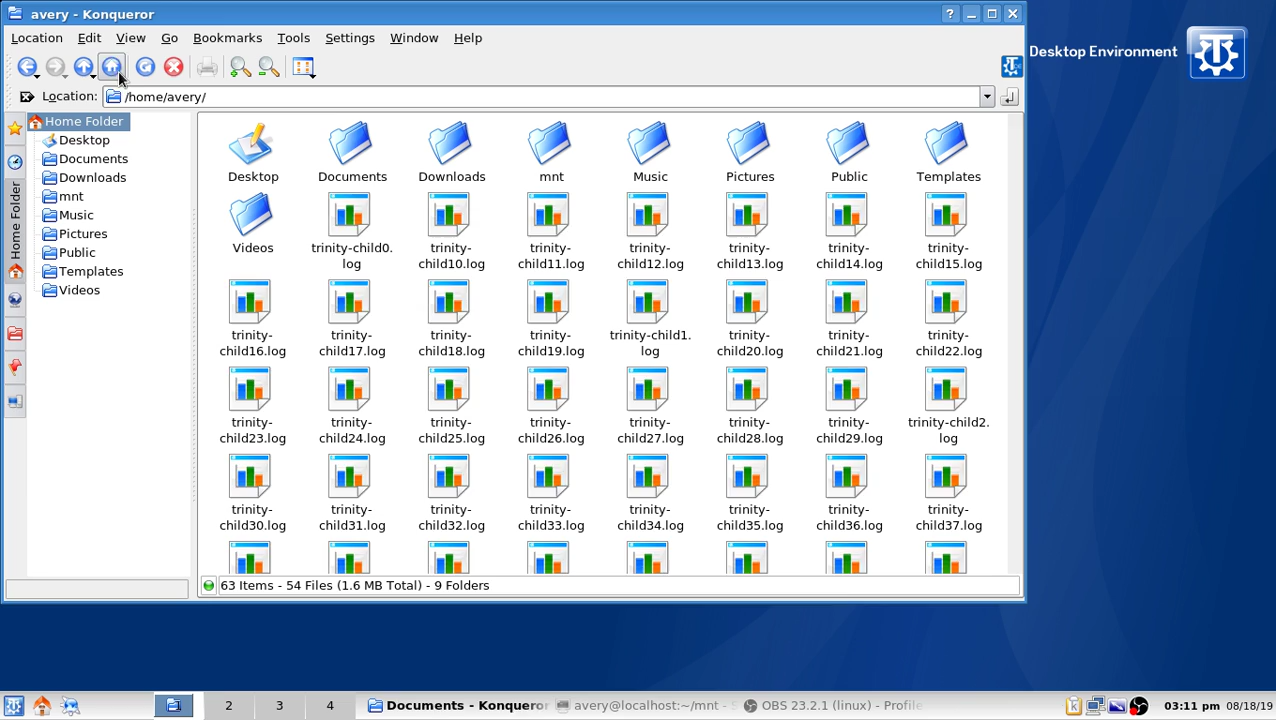 avery - Konqueror
Location Edit View Go Bookmarks Tools Settings Window Help
Desktop Environment
Location: /home/avery/
Home Folder
Home Folder
Desktop
Documents
Downloads
mnt
Music
Pictures
Public
Templates
Videos
Desktop Documents Downloads mnt Music Pictures Public Templates
Videos trinity-child0. trinity- trinity- trinity- trinity- trinity- trinity-
log child10.log child11.log child12.log child13.log child14.log child15.log
trinity- trinity- trinity- trinity- trinity-child1. trinity- trinity- trinity-
child16.log child17.log child18.log child19.log log child20.log child21.log child22.log
trinity- trinity- trinity- trinity- trinity- trinity- trinity- trinity-child2.
child23.log child24.log child25.log child26.log child27.log child28.log child29.log log
trinity- trinity- trinity- trinity- trinity- trinity- trinity- trinity-
child30.log child31.log child32.log child33.log child34.log child35.log child36.log child37.log
63 Items - 54 Files (1.6 MB Total) - 9 Folders
2 3 4 Documents - Konqueror avery@localhost:~/mnt - S OBS 23.2.1 (linux) - Profile 03:11 pm 08/18/19